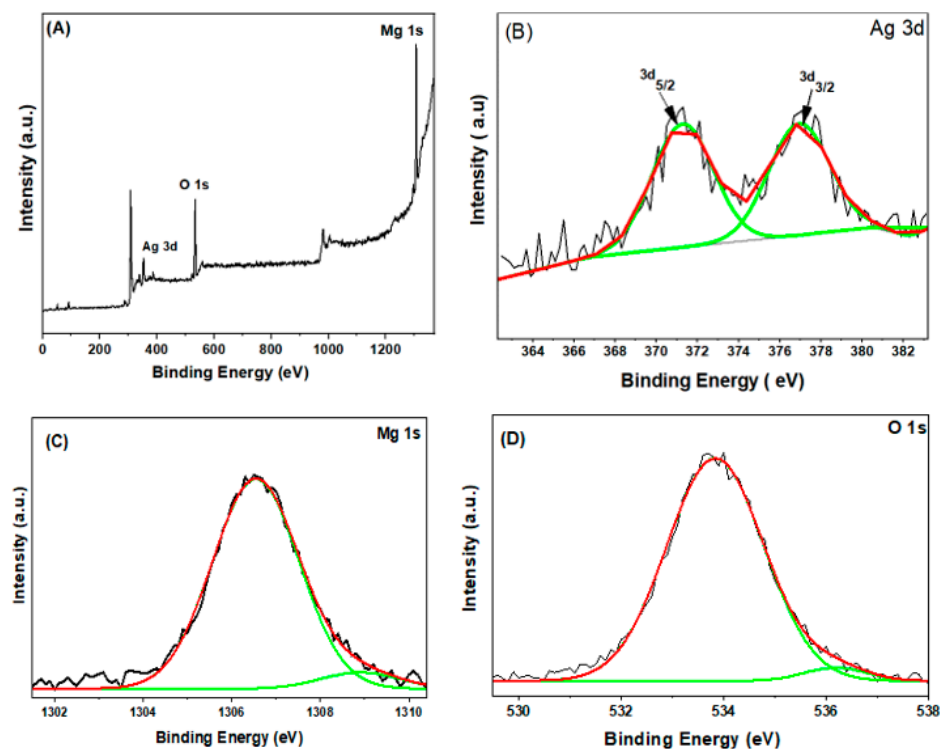 (A)
Mg 1s
O 1s
Ag 3d
Intensity (a.u.)
0 200 400 600 800 1000 1200
Binding Energy (eV)
(B)
Ag 3d
3d 5/2
3d 3/2
Intensity ( a.u)
364 366 368 370 372 374 376 378 380 382
Binding Energy ( eV)
(C)
Mg 1s
Intensity (a.u.)
1302 1304 1306 1308 1310
Binding Energy (eV)
(D)
O 1s
Intensity (a.u.)
530 532 534 536 538
Binding Energy (eV)